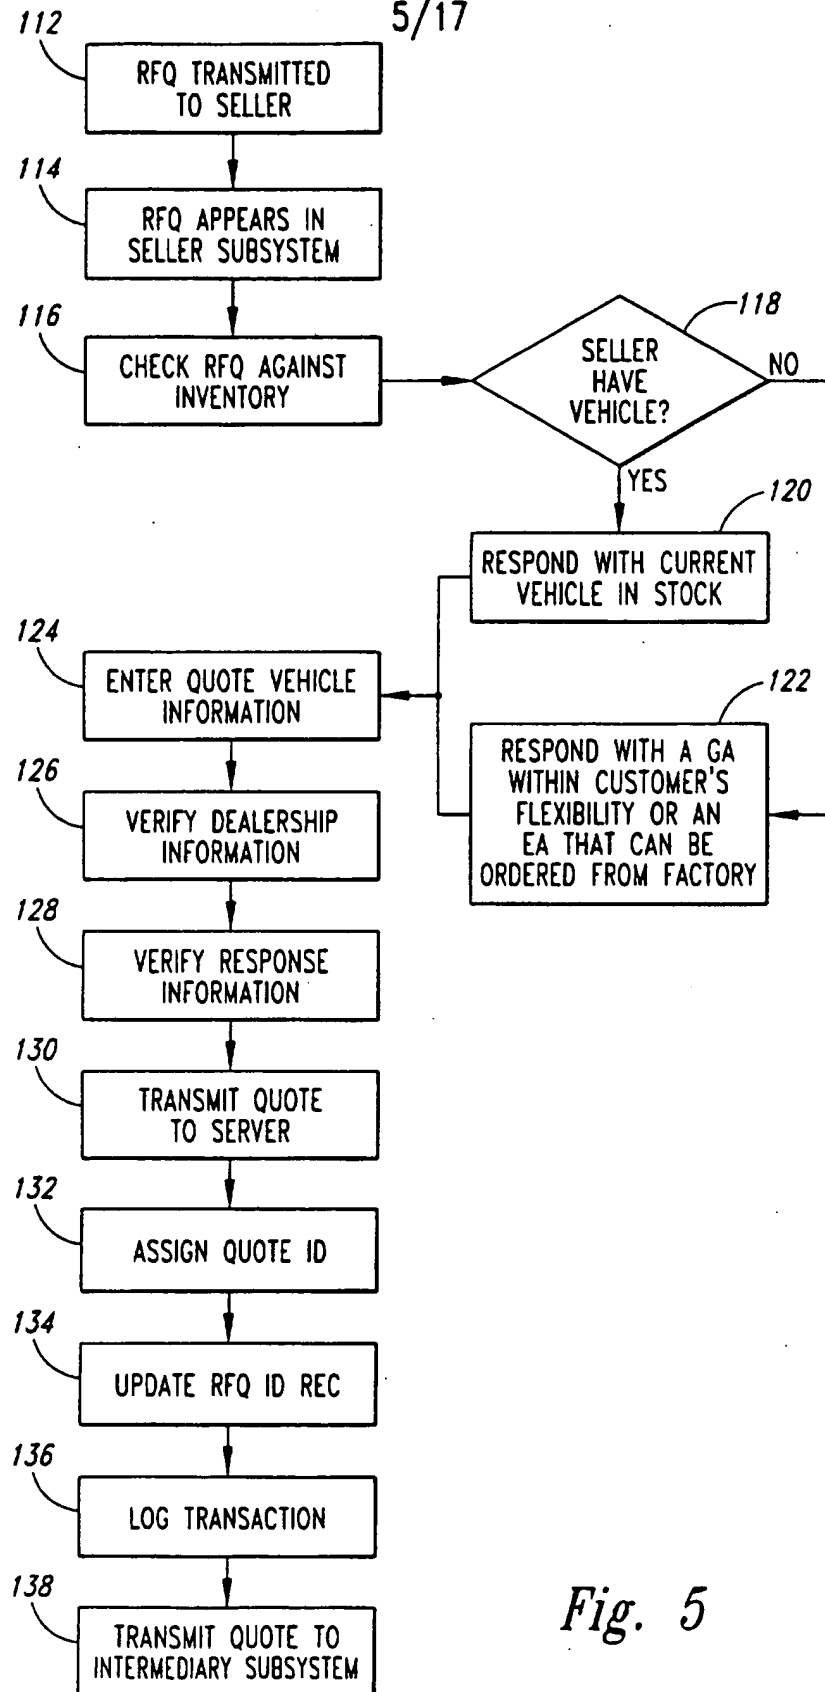 5/17
112
RFQ TRANSMITTED
TO SELLER
114
RFQ APPEARS IN
SELLER SUBSYSTEM
116
CHECK RFQ AGAINST
INVENTORY
118
SELLER
HAVE
VEHICLE?
NO
YES
120
RESPOND WITH CURRENT
VEHICLE IN STOCK
122
RESPOND WITH A GA
WITHIN CUSTOMER'S
FLEXIBILITY OR AN
EA THAT CAN BE
ORDERED FROM FACTORY
124
ENTER QUOTE VEHICLE
INFORMATION
126
VERIFY DEALERSHIP
INFORMATION
128
VERIFY RESPONSE
INFORMATION
130
TRANSMIT QUOTE
TO SERVER
132
ASSIGN QUOTE ID
134
UPDATE RFQ ID REC
136
LOG TRANSACTION
138
TRANSMIT QUOTE TO
INTERMEDIARY SUBSYSTEM
Fig. 5